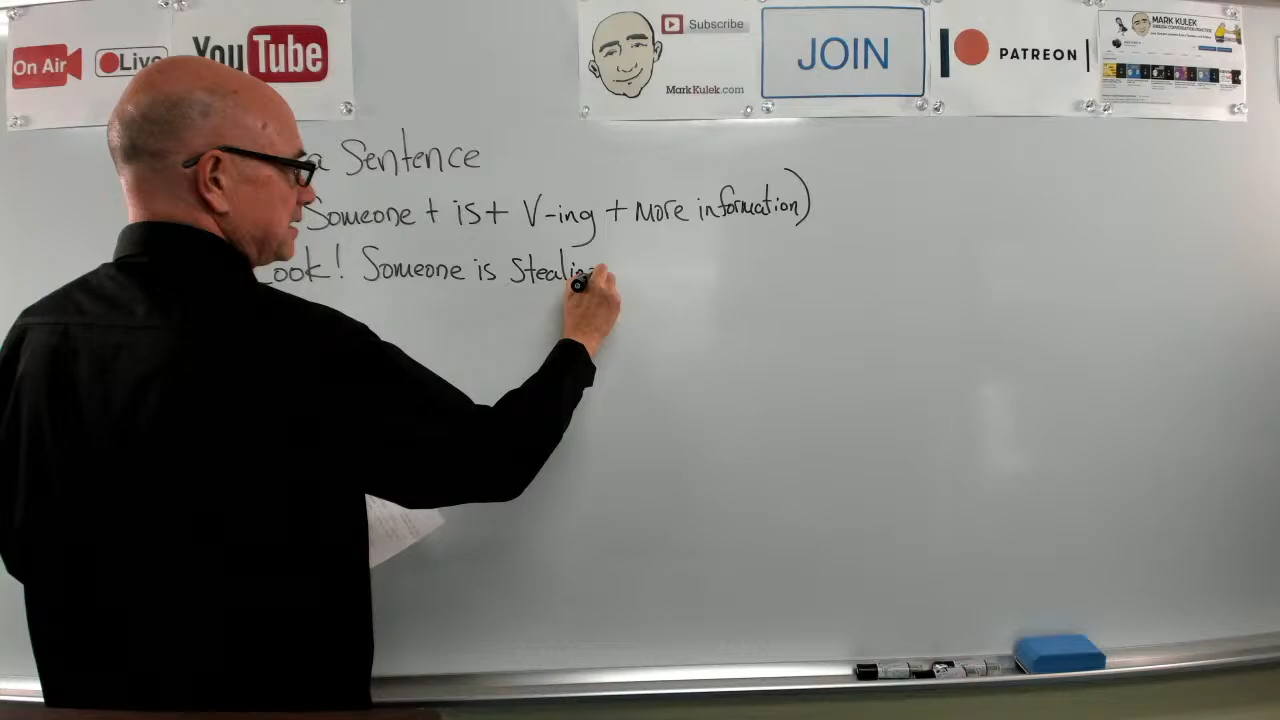 On Air
Live
YouTube
Subscribe
MarkKulek.com
JOIN
PATREON
MARK KULEK
a Sentence
Someone + is + V-ing + More information)
Look! Someone is Stealin